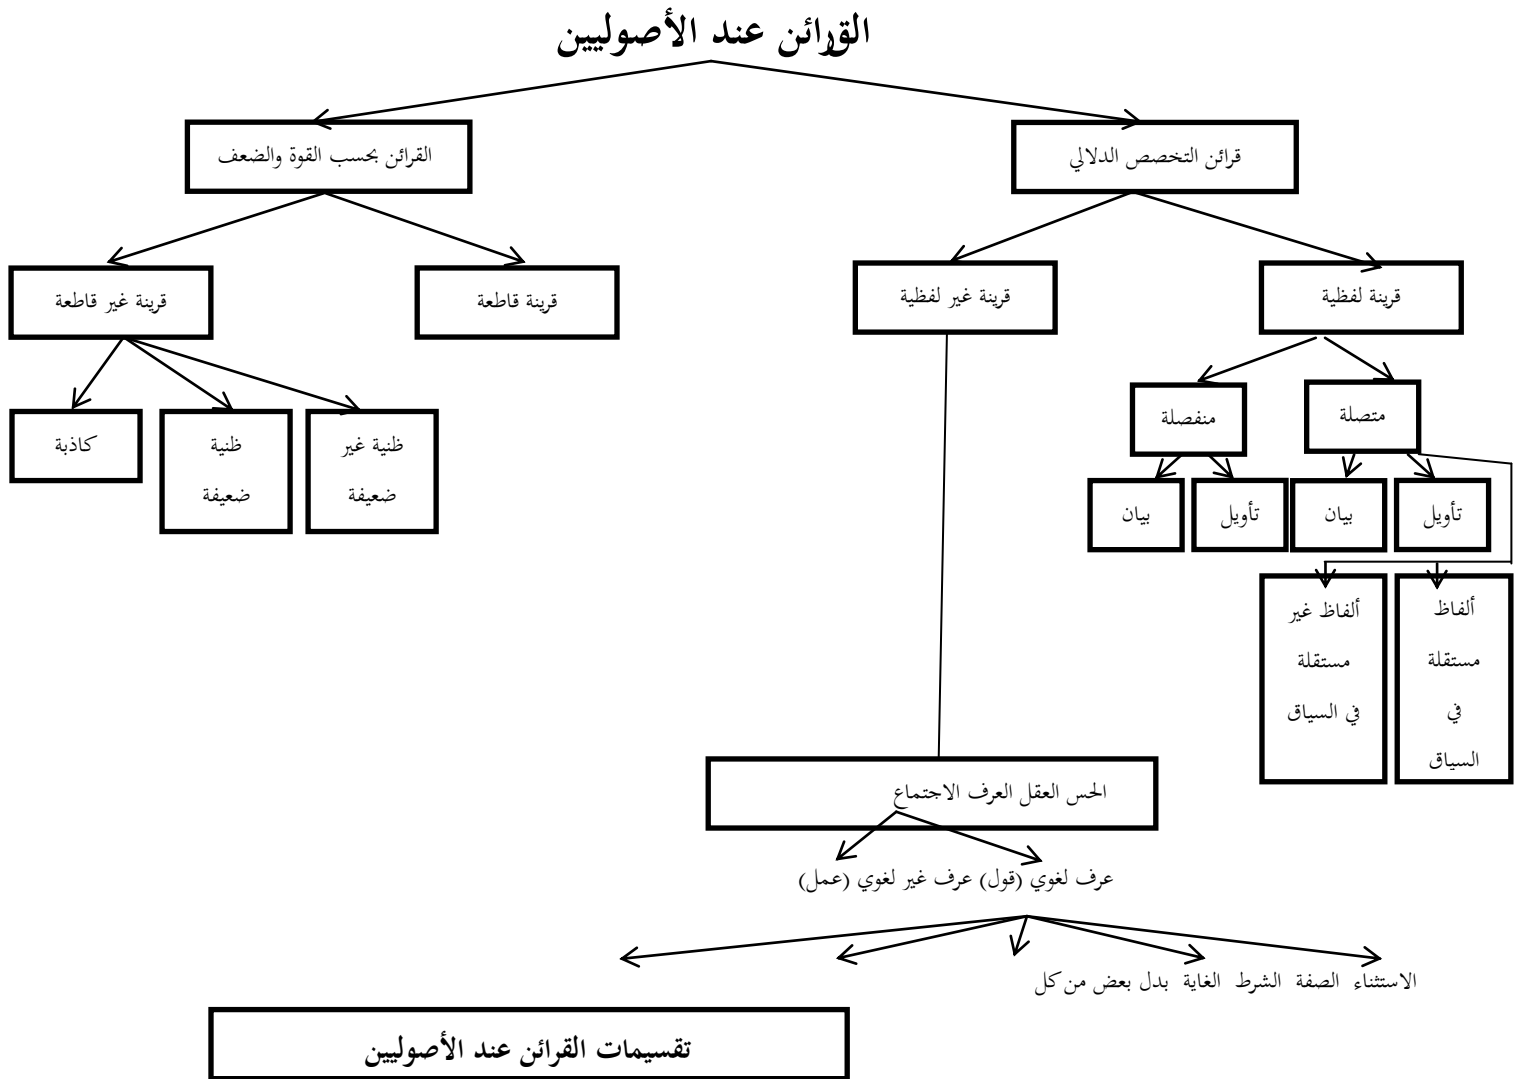 القرائن عند الأصوليين
قرائن التخصص الدلالي
القرائن بحسب القوة والضعف
قرينة لفظية
قرينة غير لفظية
قرينة قاطعة
قرينة غير قاطعة
متصلة
منفصلة
ظنية غير
ضعيفة
ظنية
ضعيفة
كاذبة
تأويل
بيان
تأويل
بيان
ألفاظ
مستقلة
في
السياق
ألفاظ غير
مستقلة
في السياق
الحس العقل العرف الاجتماع
عرف لغوي (قول) عرف غير لغوي (عمل)
الاستثناء الصفة الشرط الغاية بدل بعض من كل
تقسيمات القرائن عند الأصوليين